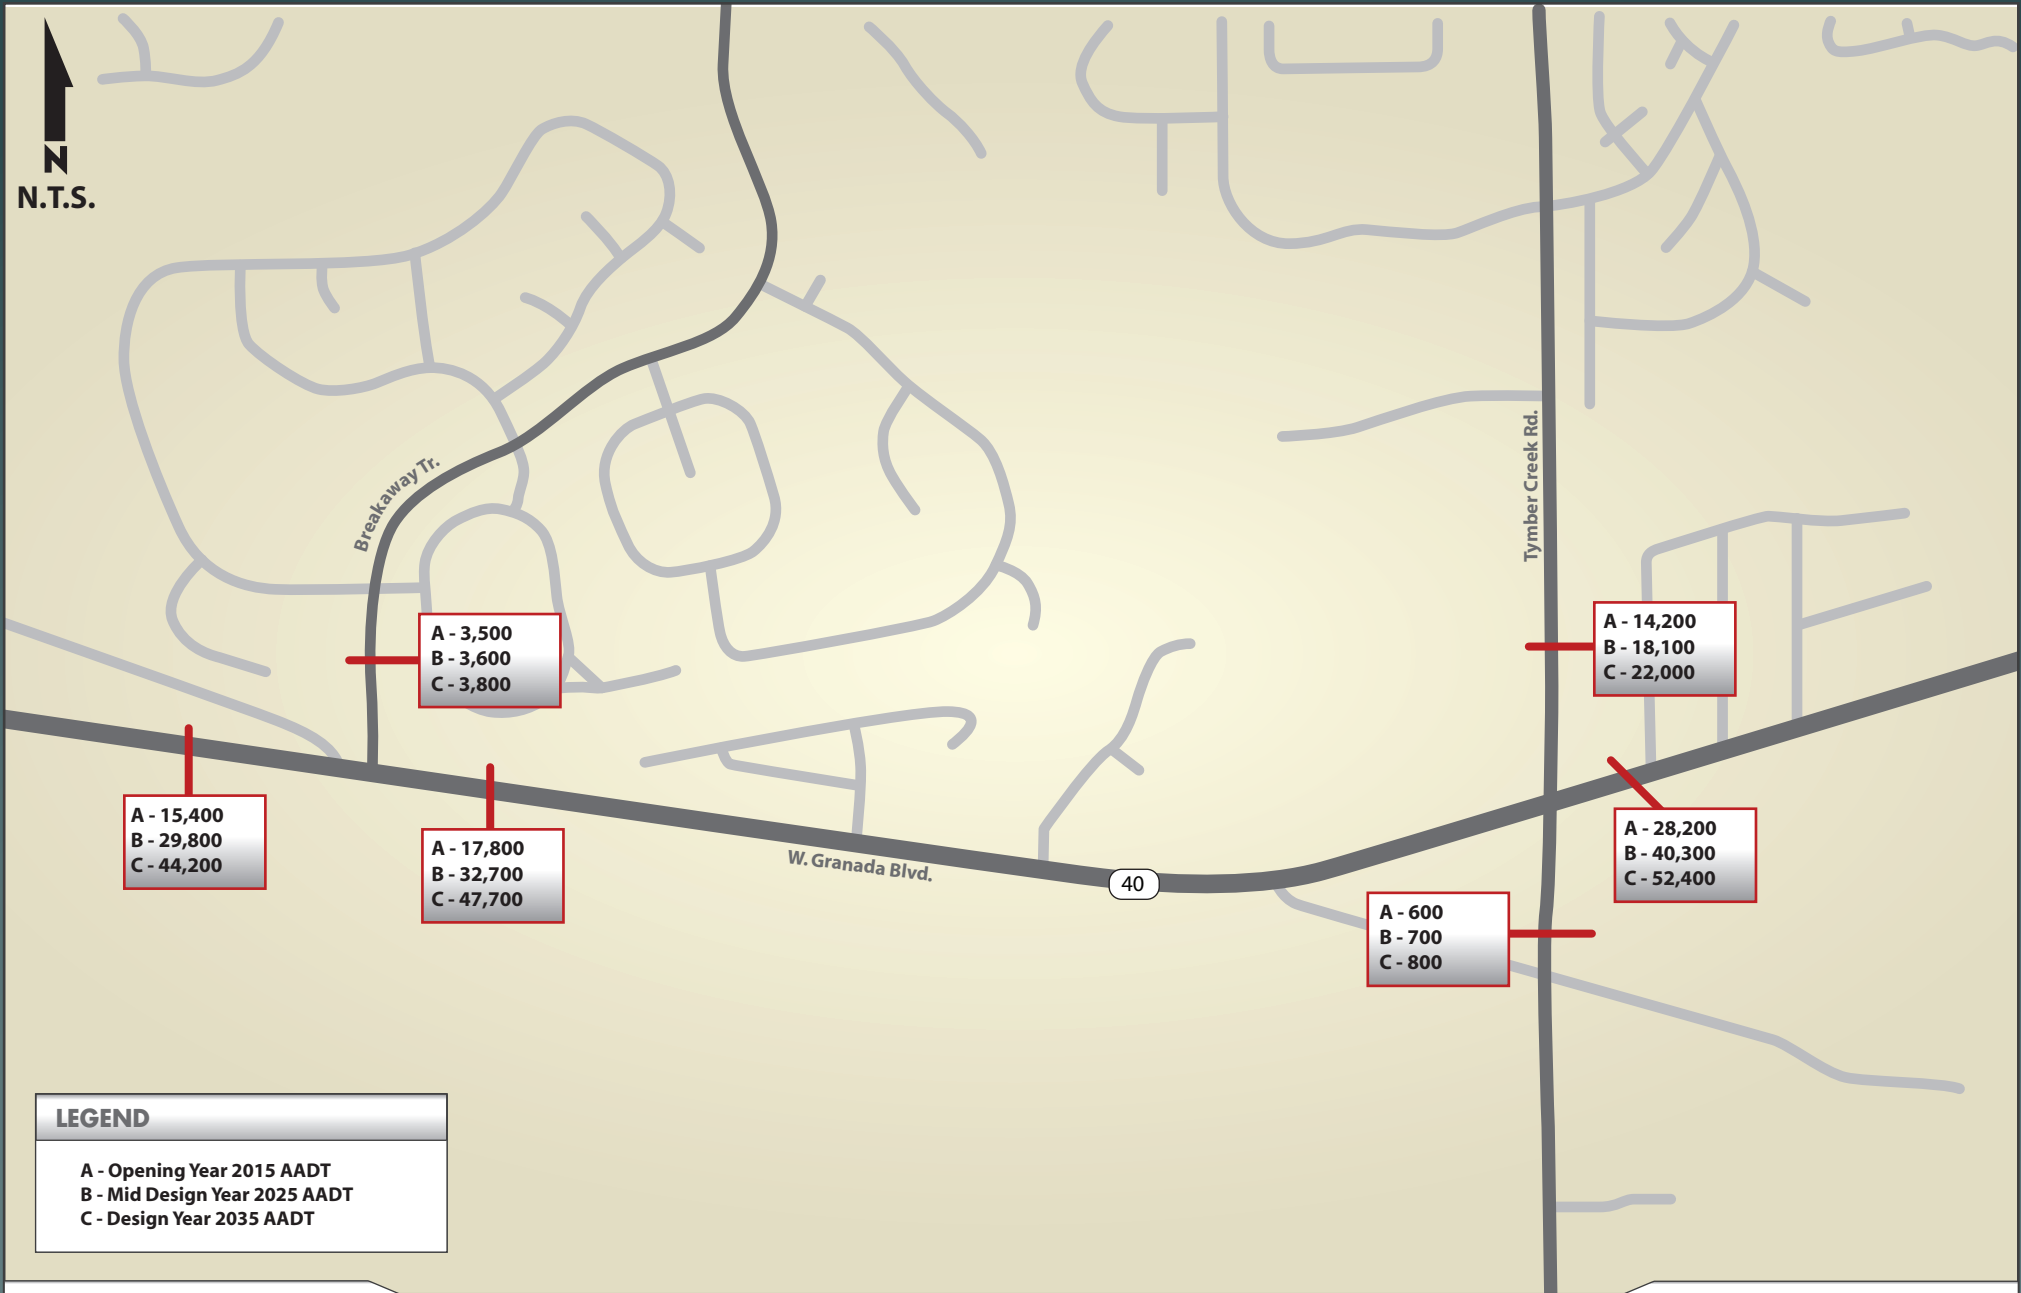 N
N.T.S.
Breakaway Tr.
Tymber Creek Rd.
A - 3,500
B - 3,600
C - 3,800
A - 14,200
B - 18,100
C - 22,000
A - 15,400
B - 29,800
C - 44,200
A - 17,800
B - 32,700
C - 47,700
W. Granada Blvd.
40
A - 28,200
B - 40,300
C - 52,400
A - 600
B - 700
C - 800
LEGEND
A - Opening Year 2015 AADT
B - Mid Design Year 2025 AADT
C - Design Year 2035 AADT